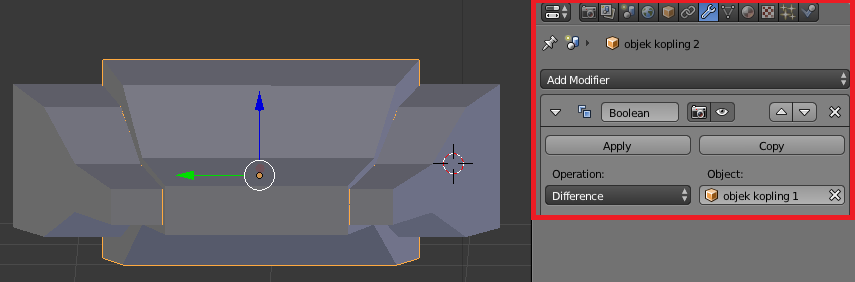 objek kopling 2
Add Modifier
Boolean
Apply Copy
Operation: Object:
Difference objek kopling 1